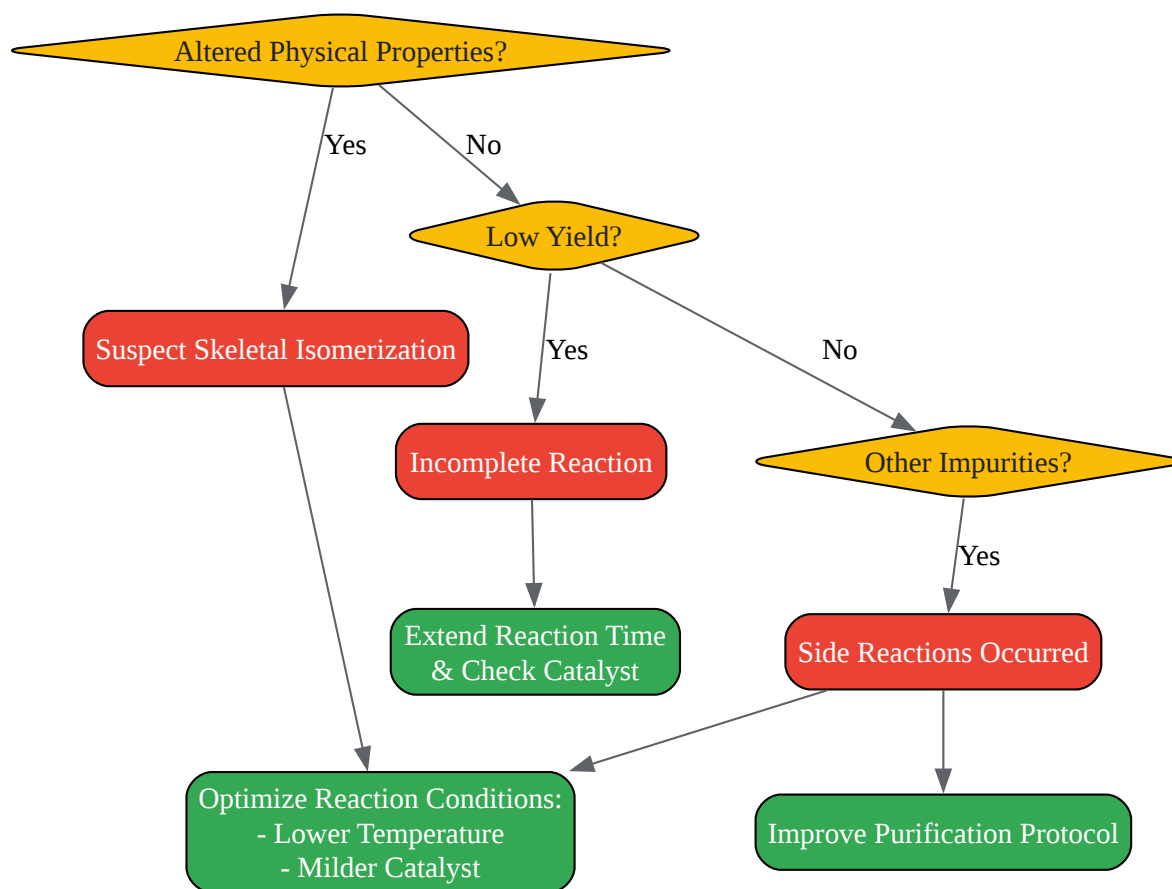 Altered Physical Properties?
Yes
No
Low Yield?
Suspect Skeletal Isomerization
Yes
No
Incomplete Reaction
Other Impurities?
Yes
Extend Reaction Time
& Check Catalyst
Side Reactions Occurred
Optimize Reaction Conditions:
- Lower Temperature
- Milder Catalyst
Improve Purification Protocol